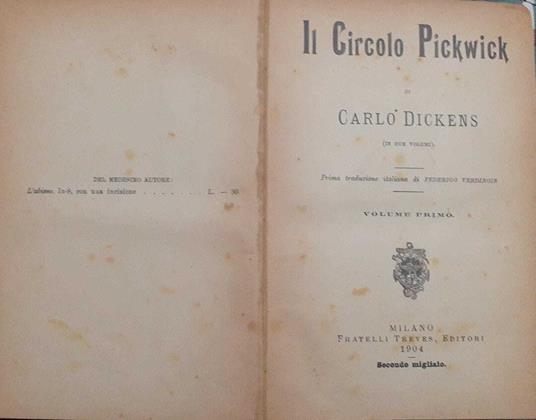 DEL MEDESIMO AUTORE:
L'abisso. In-8, con una incisione . . . . . . . L. — 50
Il Circolo Pickwick
DI
CARLO DICKENS
(IN DUE VOLUMI).
Prima traduzione italiana di FEDERIGO VERDINOIS
VOLUME PRIMO.
MILANO
FRATELLI TREVES, EDITORI
1904
Secondo migliaio.